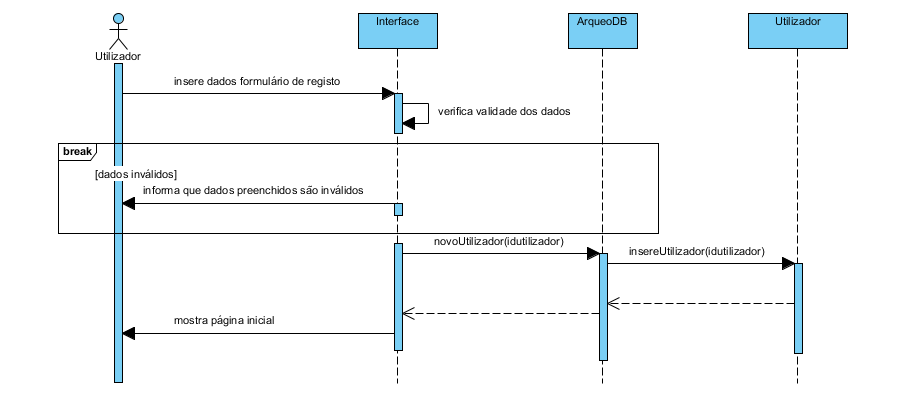 Interface
ArqueoDB
Utilizador
Utilizador
insere dados formulário de registo
verifica validade dos dados
break
[dados inválidos]
informa que dados preenchidos são inválidos
novoUtilizador(idutilizador)
insereUtilizador(idutilizador)
mostra página inicial